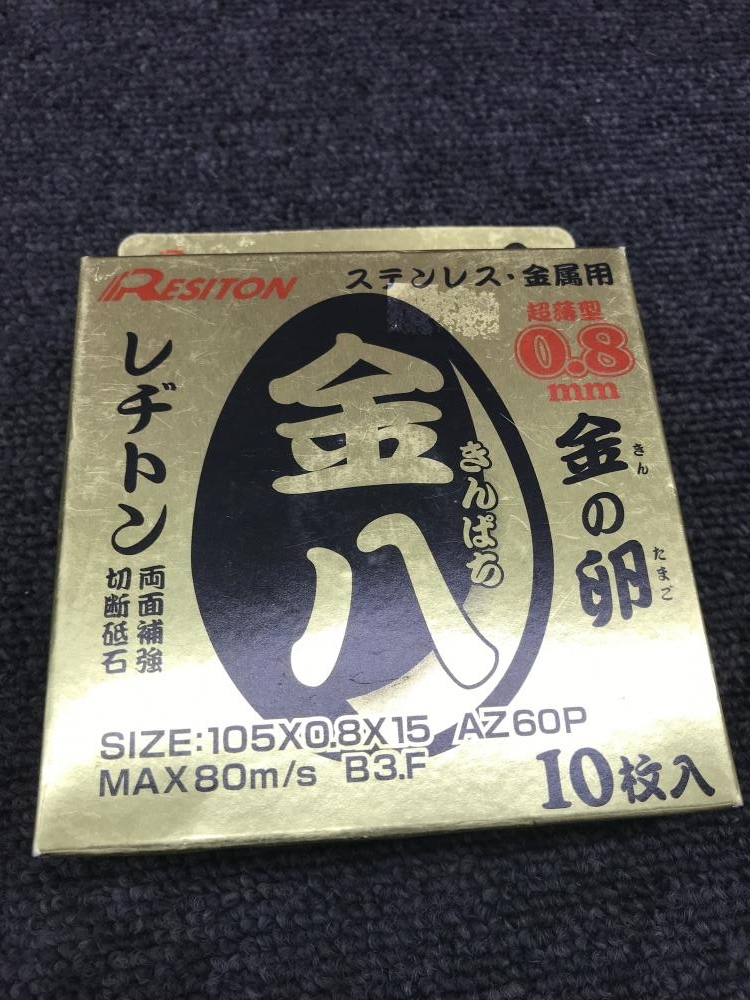 RESITON
ステンレス・金属用
超薄型
0.8
mm
レヂトン
両面補強
切断砥石
金八
きんぱち
金の卵
きん
たまご
SIZE:105X0.8X15 AZ60P
MAX80m/s B3.F
10枚入